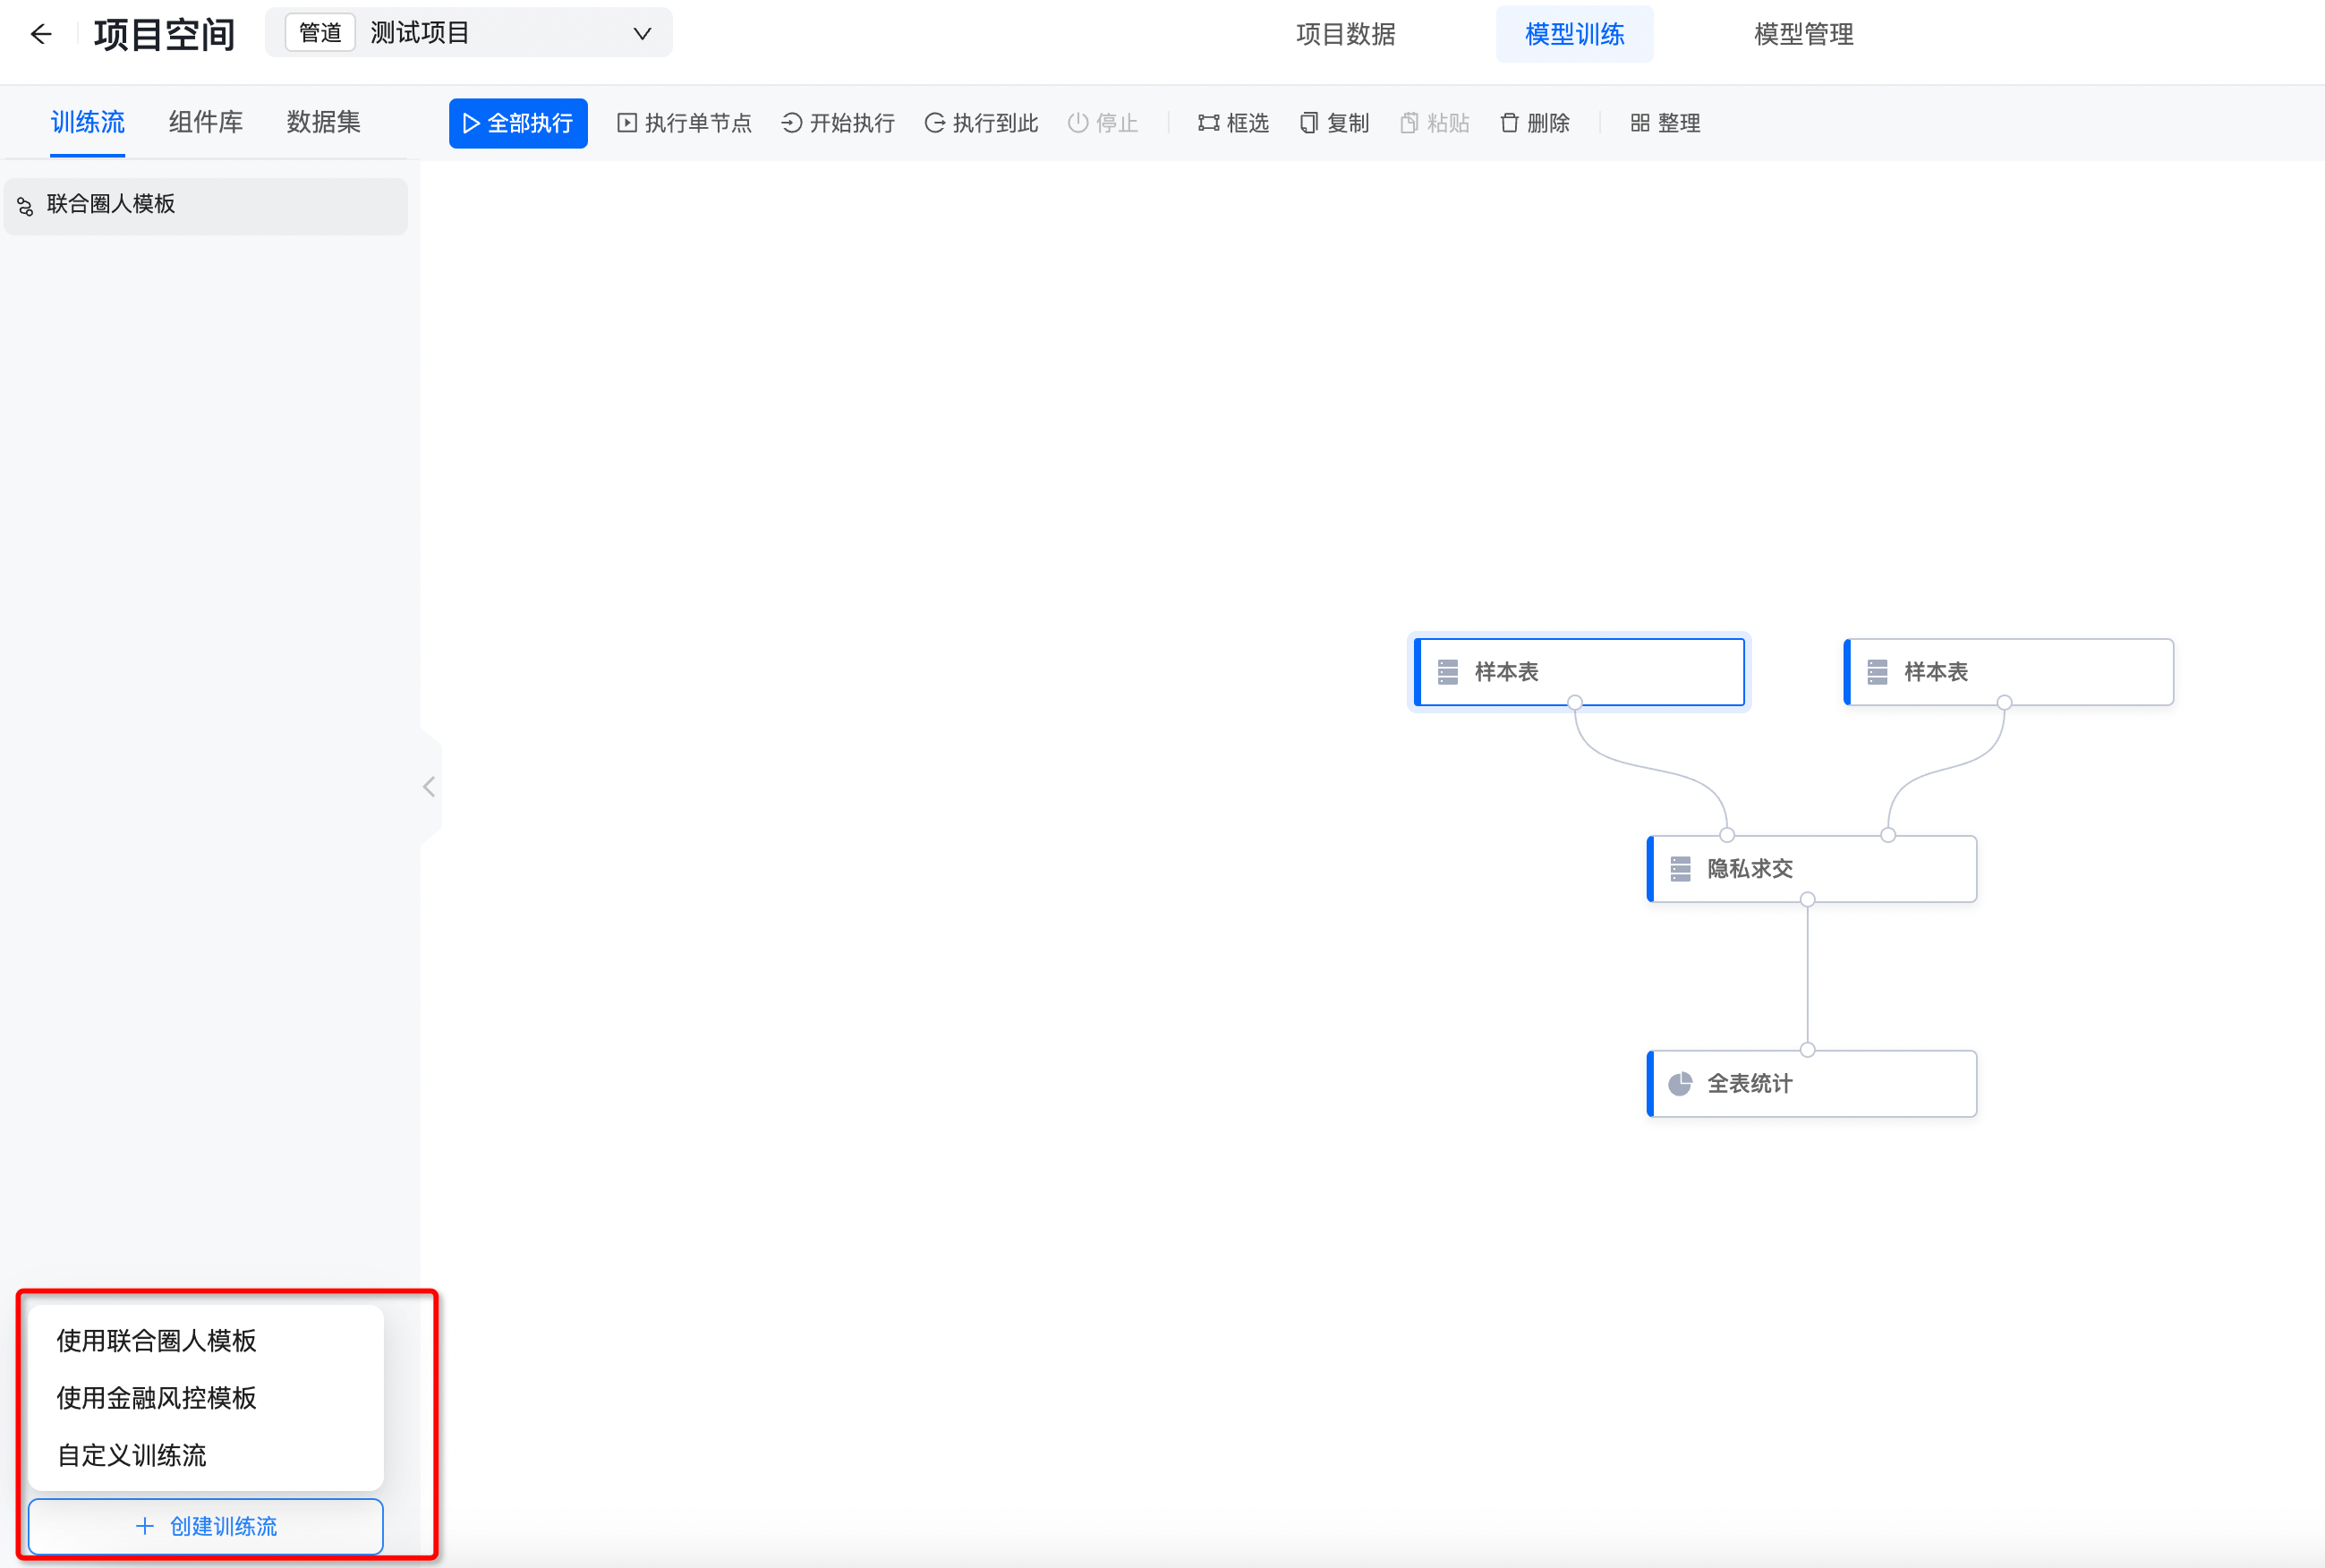 项目空间
管道 测试项目
项目数据
模型训练
模型管理
训练流
组件库
数据集
全部执行
执行单节点
开始执行
执行到此
停止
框选
复制
粘贴
删除
整理
联合圈人模板
样本表
样本表
隐私求交
全表统计
使用联合圈人模板
使用金融风控模板
自定义训练流
创建训练流